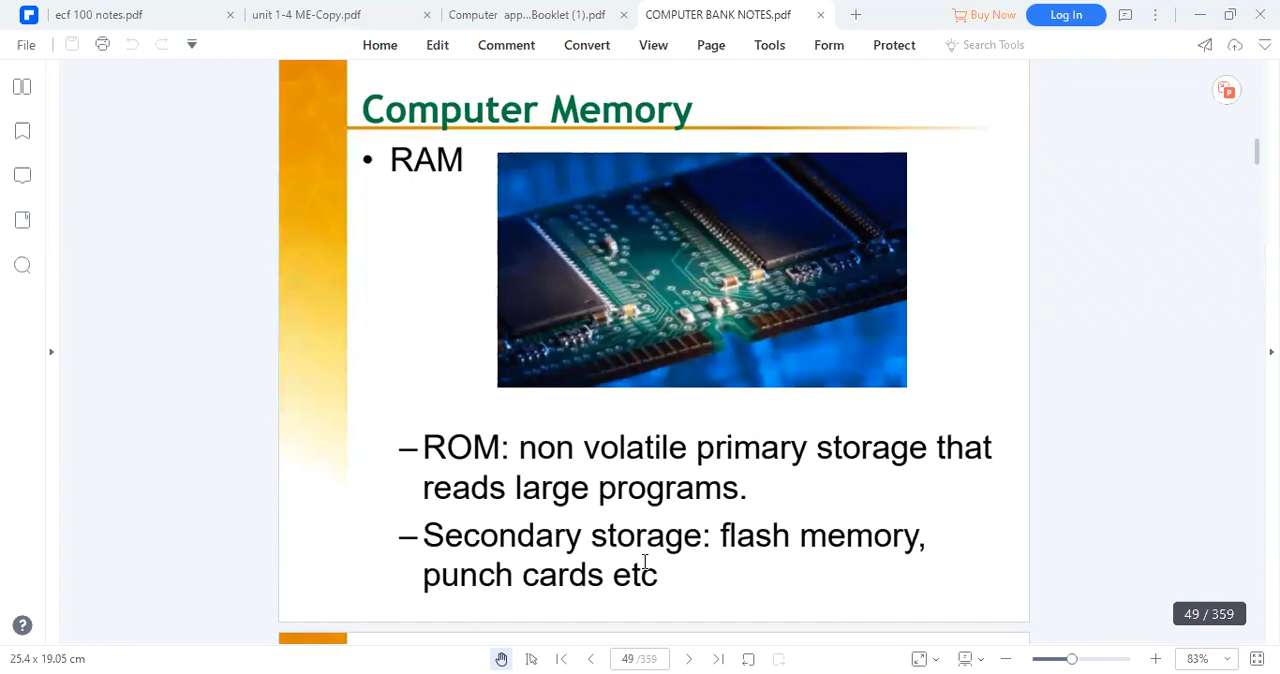 ecf 100 notes.pdf
unit 1-4 ME-Copy.pdf
Computer app...Booklet (1).pdf
COMPUTER BANK NOTES.pdf
Buy Now
Log In
File
Home
Edit
Comment
Convert
View
Page
Tools
Form
Protect
Search Tools
Computer Memory
• RAM
–ROM: non volatile primary storage that
reads large programs.
–Secondary storage: flash memory,
punch cards etc
49 / 359
25.4 x 19.05 cm
49 /359
83%